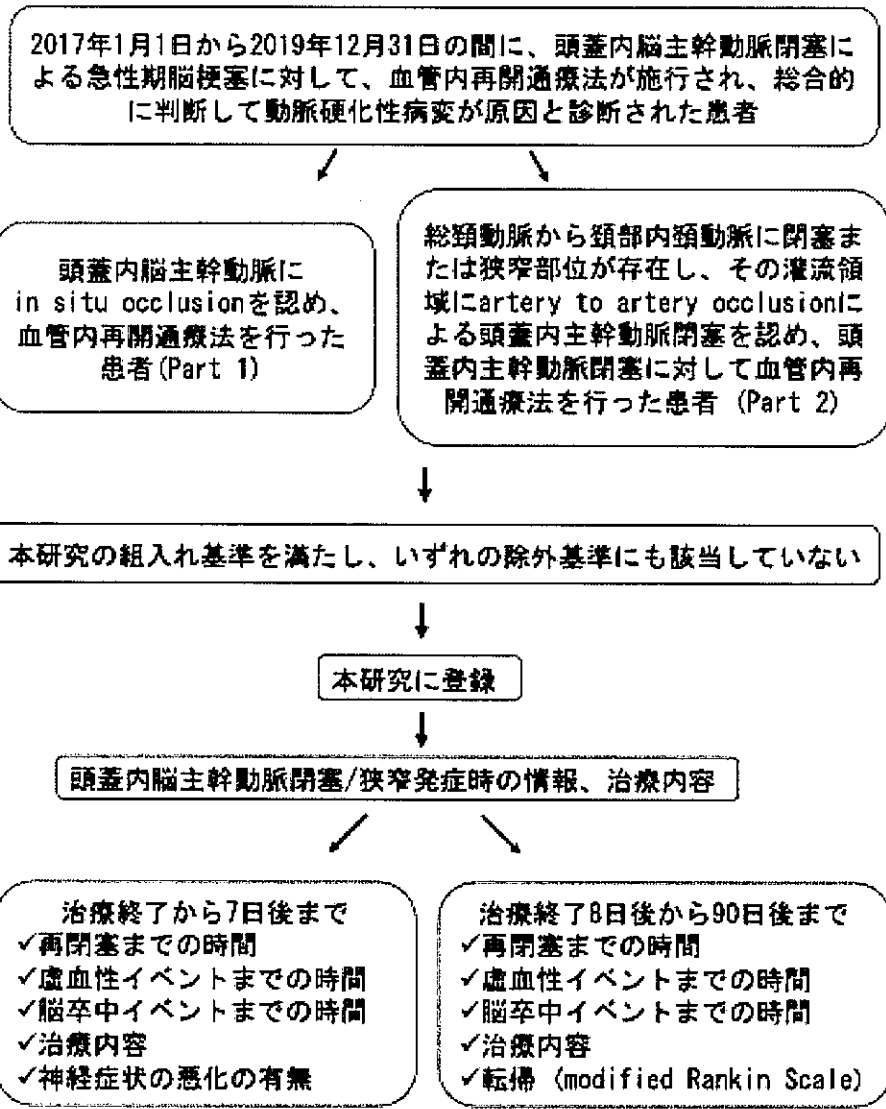 2017年1月1日から2019年12月31日の間に、頭蓋内脳主幹動脈閉塞に
よる急性期脳梗塞に対して、血管内再開通療法が施行され、総合的
に判断して動脈硬化性病変が原因と診断された患者
頭蓋内脳主幹動脈に
in situ occlusionを認め、
血管内再開通療法を行った
患者(Part 1)
総頸動脈から頸部内頸動脈に閉塞ま
たは狭窄部位が存在し、その灌流領
域にartery to artery occlusionに
よる頭蓋内主幹動脈閉塞を認め、頭
蓋内主幹動脈閉塞に対して血管内再
開通療法を行った患者 (Part 2)
本研究の組入れ基準を満たし、いずれの除外基準にも該当していない
本研究に登録
頭蓋内脳主幹動脈閉塞/狭窄発症時の情報、治療内容
治療終了から7日後まで
✓再閉塞までの時間
✓虚血性イベントまでの時間
✓脳卒中イベントまでの時間
✓治療内容
✓神経症状の悪化の有無
治療終了8日後から90日後まで
✓再閉塞までの時間
✓虚血性イベントまでの時間
✓脳卒中イベントまでの時間
✓治療内容
✓転帰 (modified Rankin Scale)